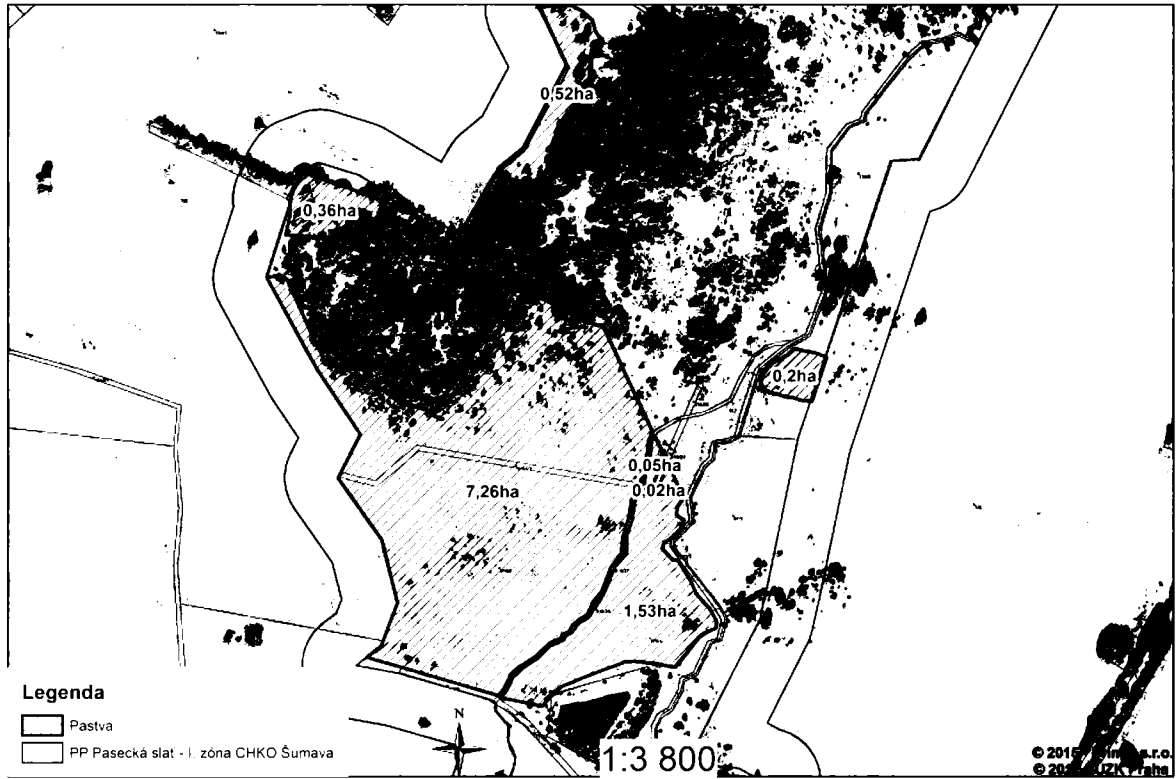 0,52ha
0,36ha
0,2ha
0,05ha
0,02ha
7,26ha
1,53ha
Legenda
Pastva
PP Pasecká slať - I. zóna CHKO Šumava
N
1:3 800